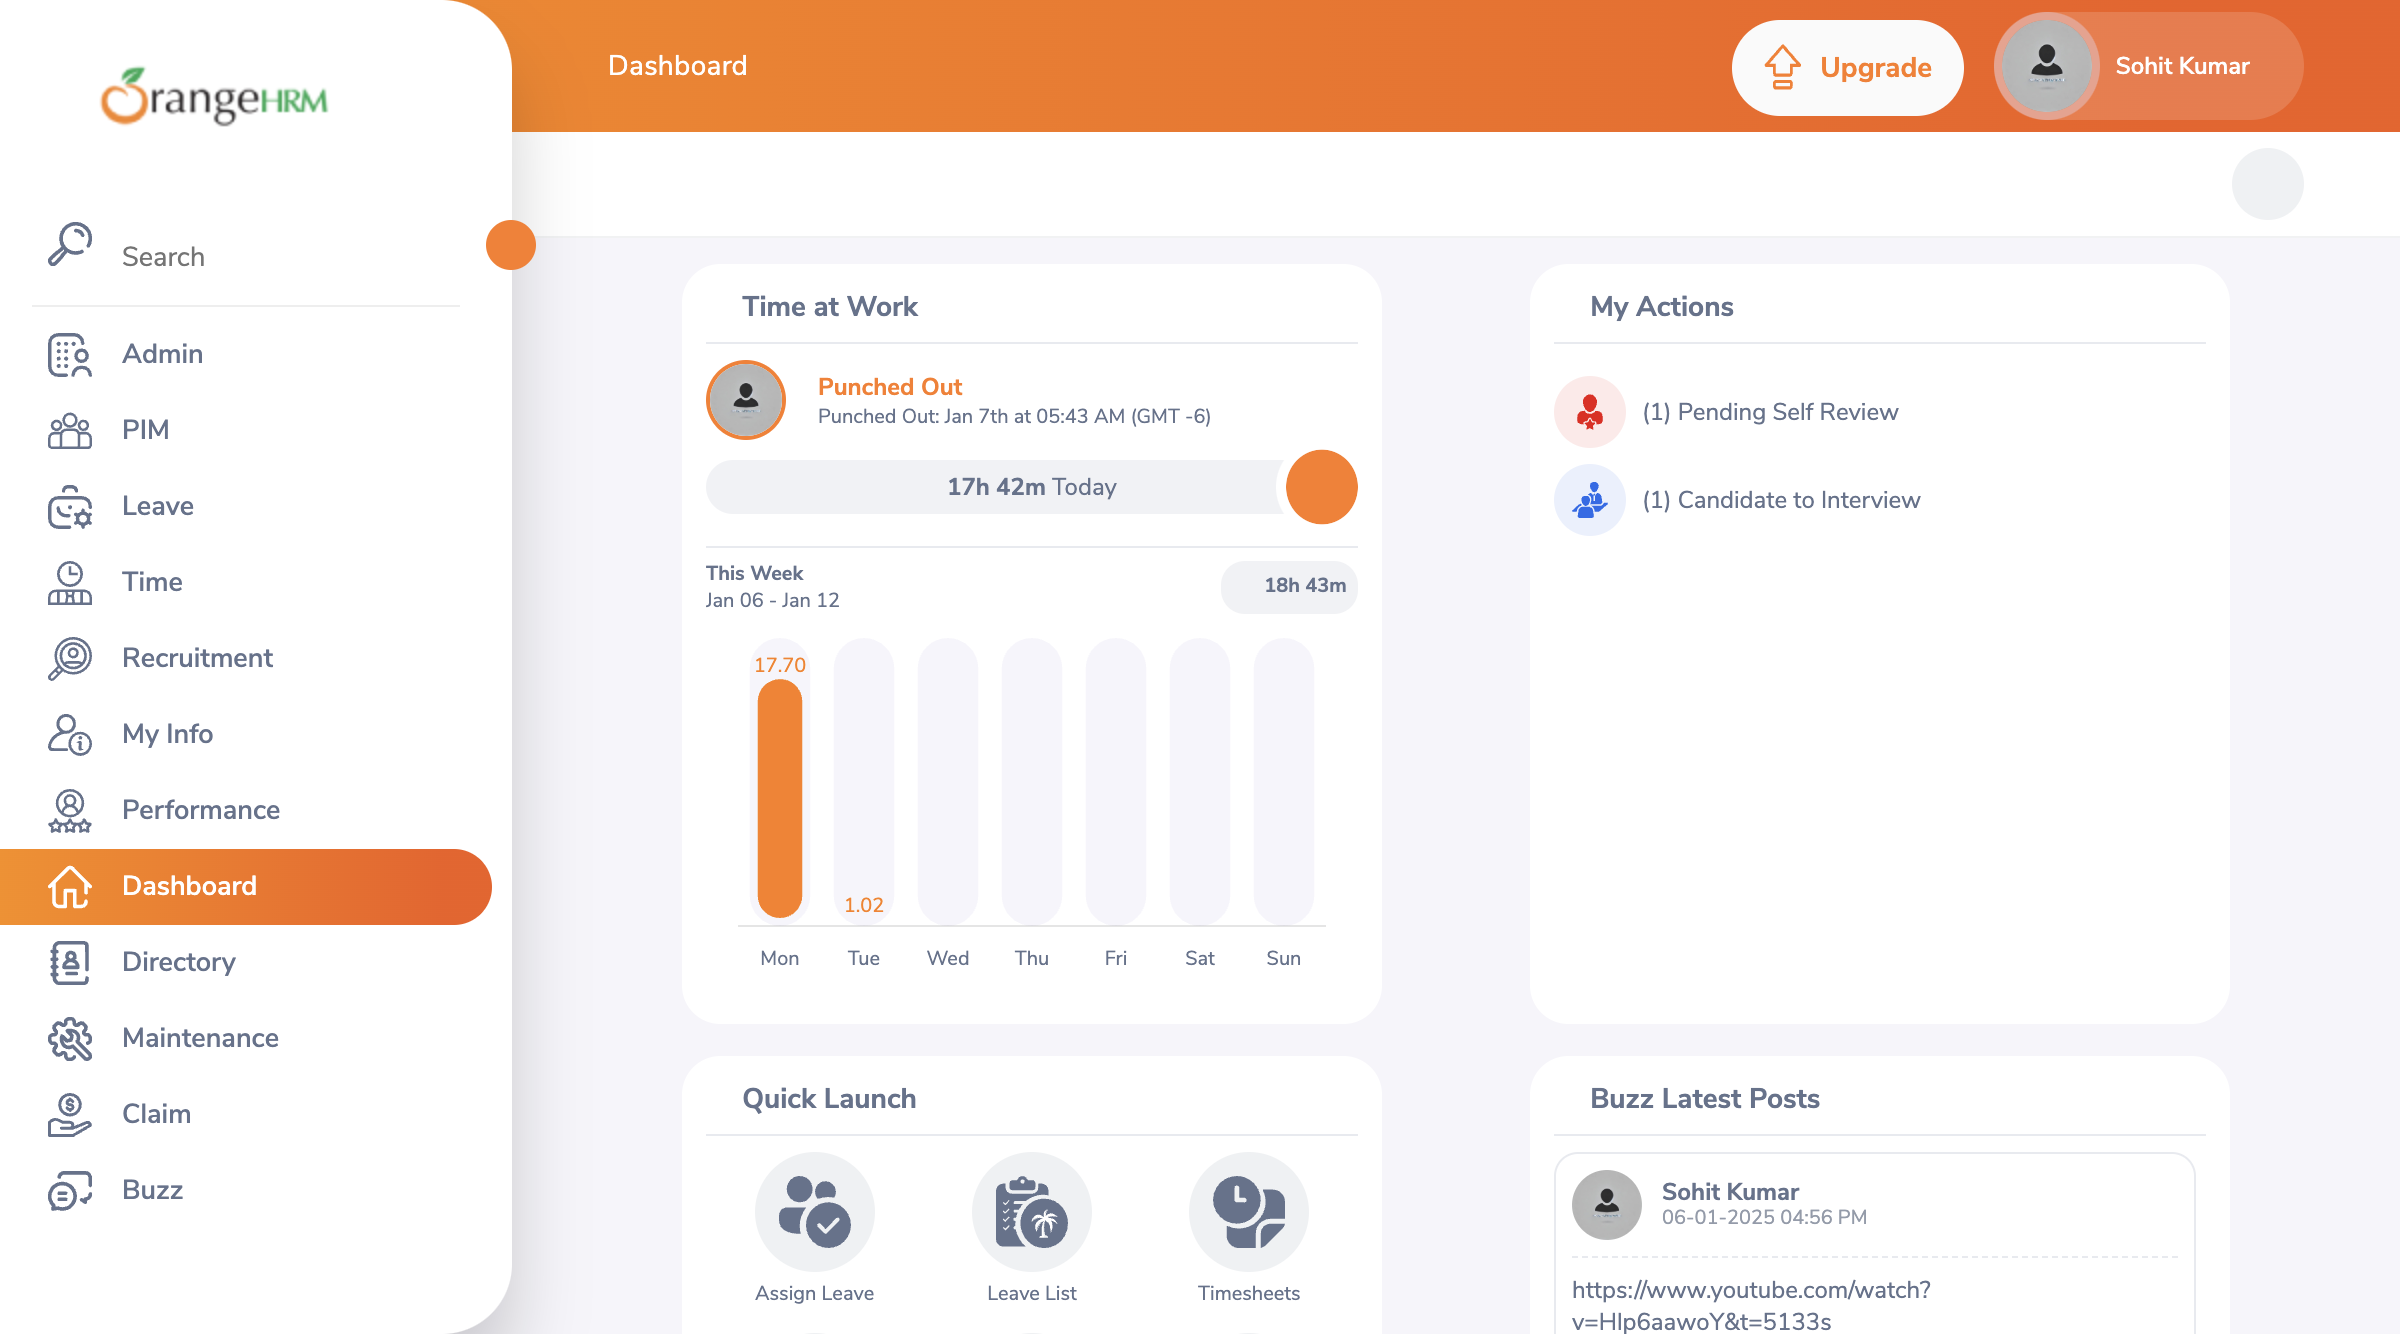 OrangeHRM
Search
Admin
PIM
Leave
Time
Recruitment
My Info
Performance
Dashboard
Directory
Maintenance
Claim
Buzz
Dashboard
Upgrade
Sohit Kumar
Time at Work
Punched Out
Punched Out: Jan 7th at 05:43 AM (GMT -6)
17h 42m Today
This Week
Jan 06 - Jan 12
18h 43m
17.70
1.02
Mon Tue Wed Thu Fri Sat Sun
My Actions
(1) Pending Self Review
(1) Candidate to Interview
Quick Launch
Assign Leave
Leave List
Timesheets
Buzz Latest Posts
Sohit Kumar
06-01-2025 04:56 PM
https://www.youtube.com/watch?
v=Hlp6aawoY&t=5133s